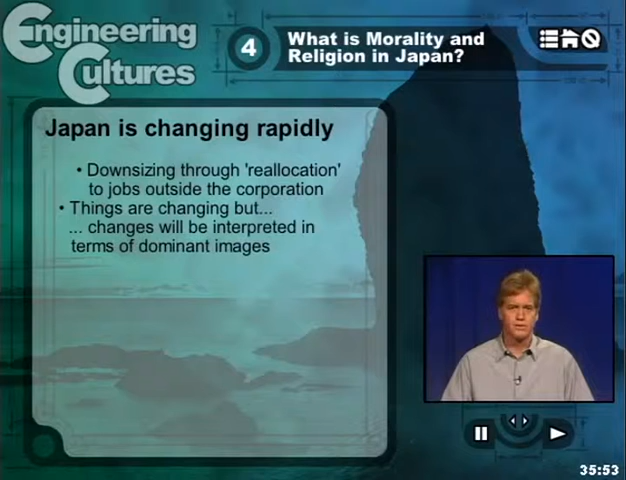 Engineering
Cultures
4
What is Morality and
Religion in Japan?
Japan is changing rapidly
• Downsizing through 'reallocation'
to jobs outside the corporation
• Things are changing but...
... changes will be interpreted in
terms of dominant images
35:53